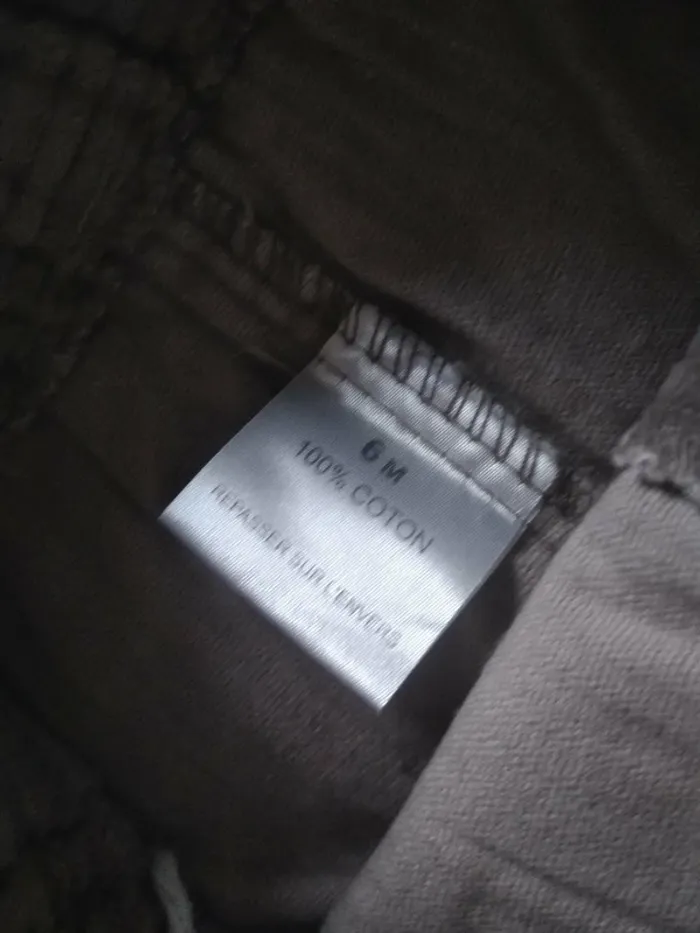 6 M
100% COTON
REPASSER SUR L'ENVERS